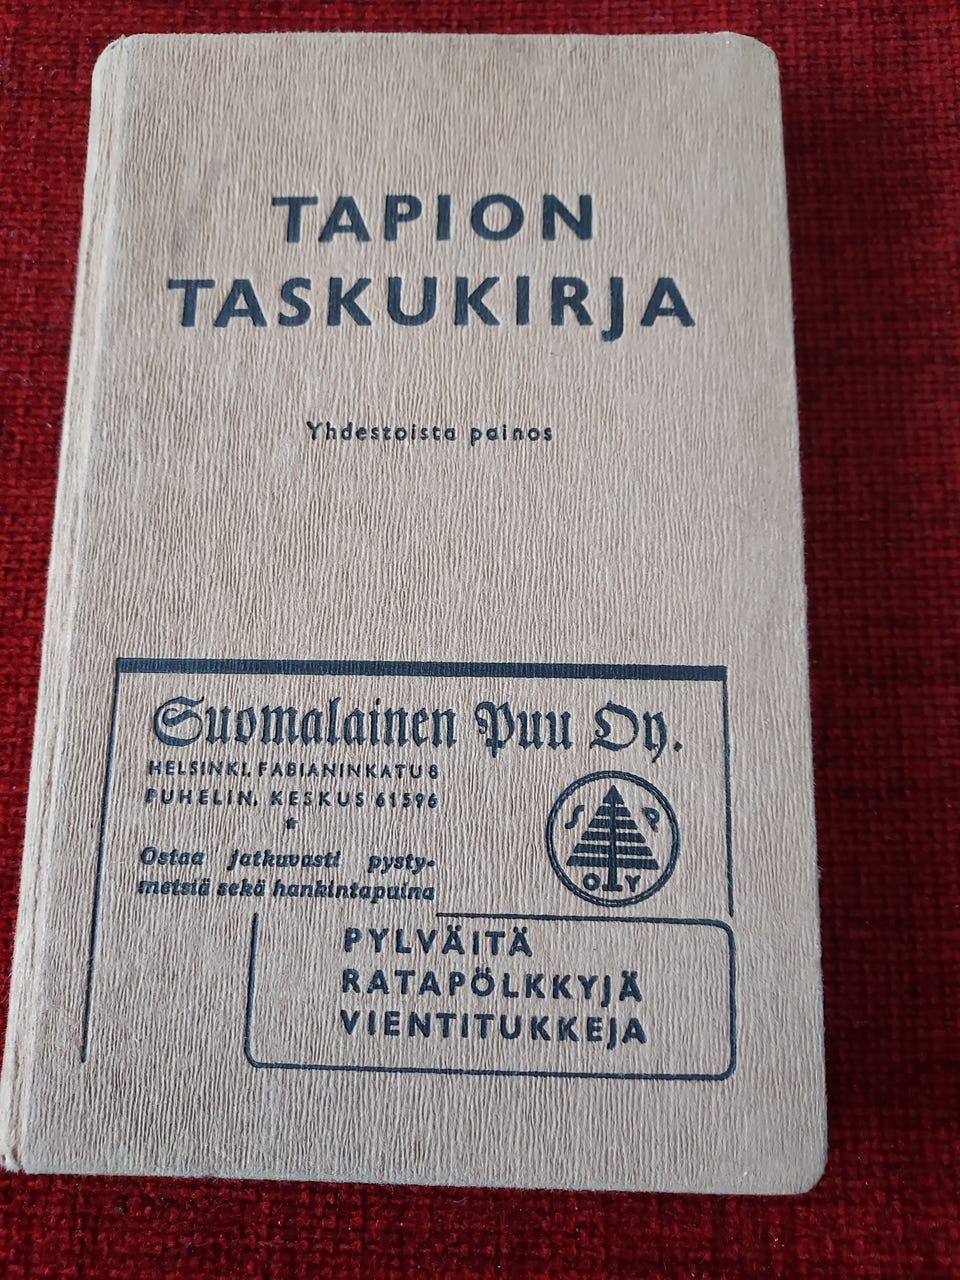 TAPION
TASKUKIRJA
Yhdestoista painos
Suomalainen Puu Oy.
HELSINKI, FABIANINKATU 8
PUHELIN, KESKUS 61596
*
Ostaa jatkuvasti pysty-
metsiä sekä hankintapuina
S P
O Y
PYLVÄITÄ
RATAPÖLKKYJÄ
VIENTITUKKEJA